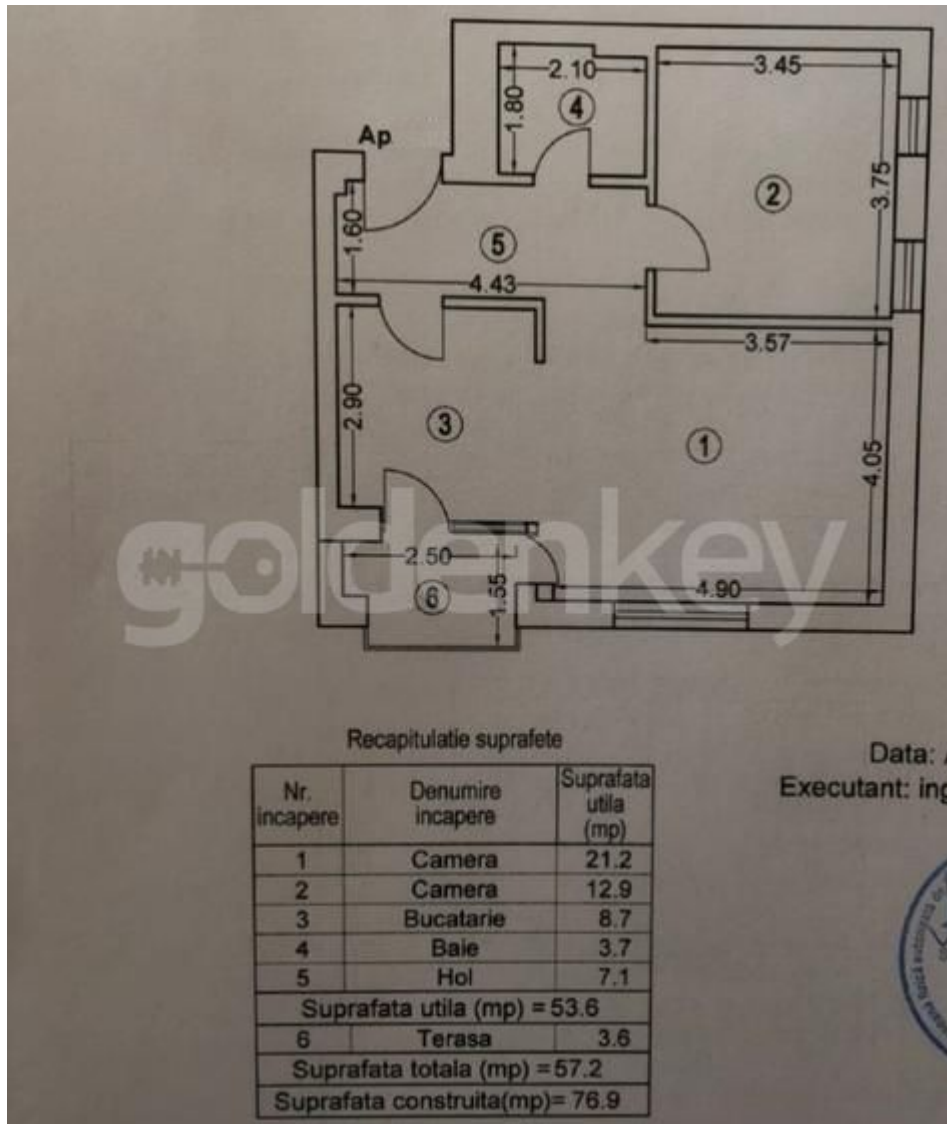 Ap
2.10
1.80
4
3.45
3.75
2
1.60
5
4.43
3.57
2.90
3
1
4.05
goldenkey
2.50
1.55
6
4.90
Recapitulatie suprafete
Nr. incapere Denumire incapere Suprafata utila (mp)
1 Camera 21.2
2 Camera 12.9
3 Bucatarie 8.7
4 Baie 3.7
5 Hol 7.1
Suprafata utila (mp) = 53.6
6 Terasa 3.6
Suprafata totala (mp) = 57.2
Suprafata construita(mp)= 76.9
Data:
Executant: ing